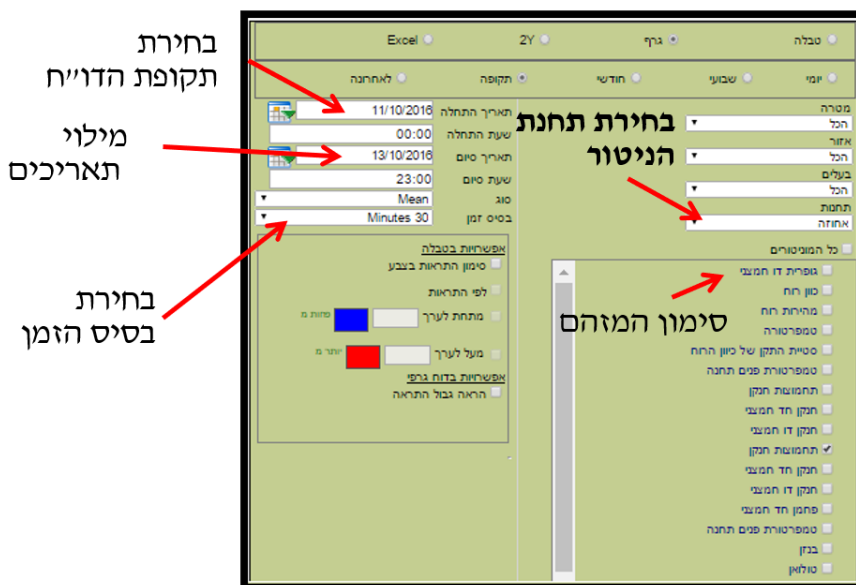 טבלה
גרף
2Y
Excel
יומי
שבועי
חודשי
תקופה
לאחרונה
מטרה
הכל
אזור
הכל
בעלים
הכל
תחנות
אחוזה
כל המוניטורים
גופרית דו חמצני
כוון רוח
מהירות רוח
טמפרטורה
סטיית התקן של כיוון הרוח
טמפרטורת פנים תחנה
תחמוצות חנקן
חנקן חד חמצני
חנקן דו חמצני
תחמוצות חנקן
חנקן חד חמצני
חנקן דו חמצני
פחמן חד חמצני
טמפרטורת פנים תחנה
בנזן
טולואן
תאריך התחלה
11/10/2016
שעת התחלה
00:00
תאריך סיום
13/10/2016
שעת סיום
23:00
סוג
Mean
בסיס זמן
Minutes 30
אפשרויות בטבלה
סימון התראות בצבע
לפי התראות
מתחת לערך
פחות מ
מעל לערך
יותר מ
אפשרויות בדוח גרפי
הראה גבול התראה
בחירת תחנת
הניטור
סימון המזהם
בחירת
תקופת הדו״ח
מילוי
תאריכים
בחירת
בסיס הזמן